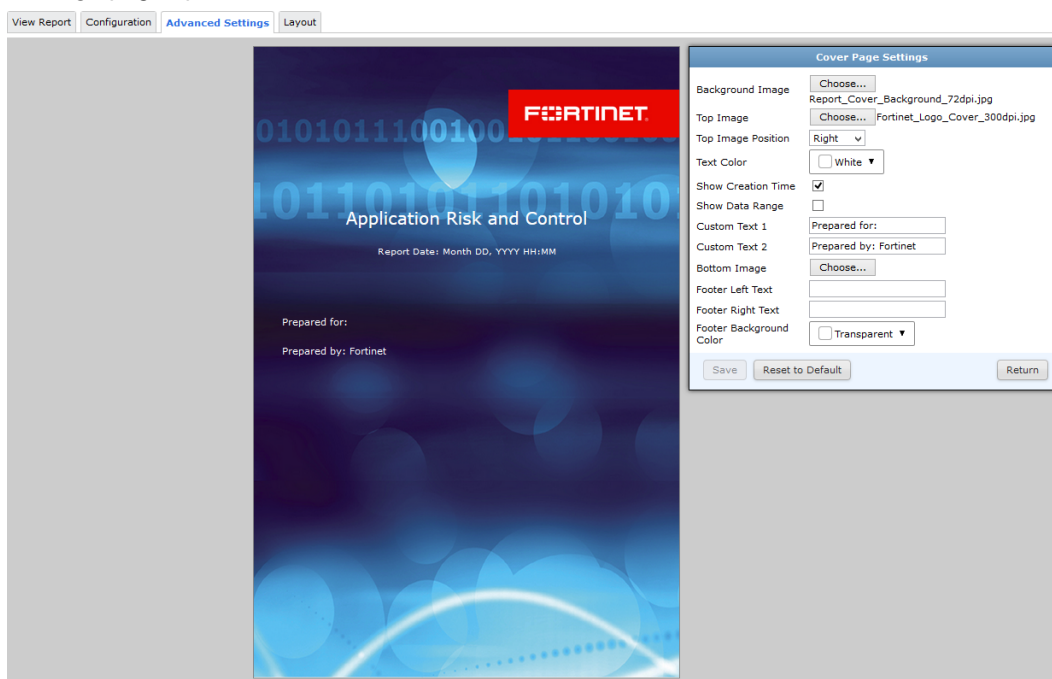 View Report Configuration Advanced Settings Layout
FORTINET
Application Risk and Control
Report Date: Month DD, YYYY HH:MM
Prepared for:
Prepared by: Fortinet
Cover Page Settings
Background Image Choose...
Report_Cover_Background_72dpi.jpg
Top Image Choose... Fortinet_Logo_Cover_300dpi.jpg
Top Image Position Right
Text Color White
Show Creation Time
Show Data Range
Custom Text 1 Prepared for:
Custom Text 2 Prepared by: Fortinet
Bottom Image Choose...
Footer Left Text
Footer Right Text
Footer Background
Color Transparent
Save Reset to Default Return